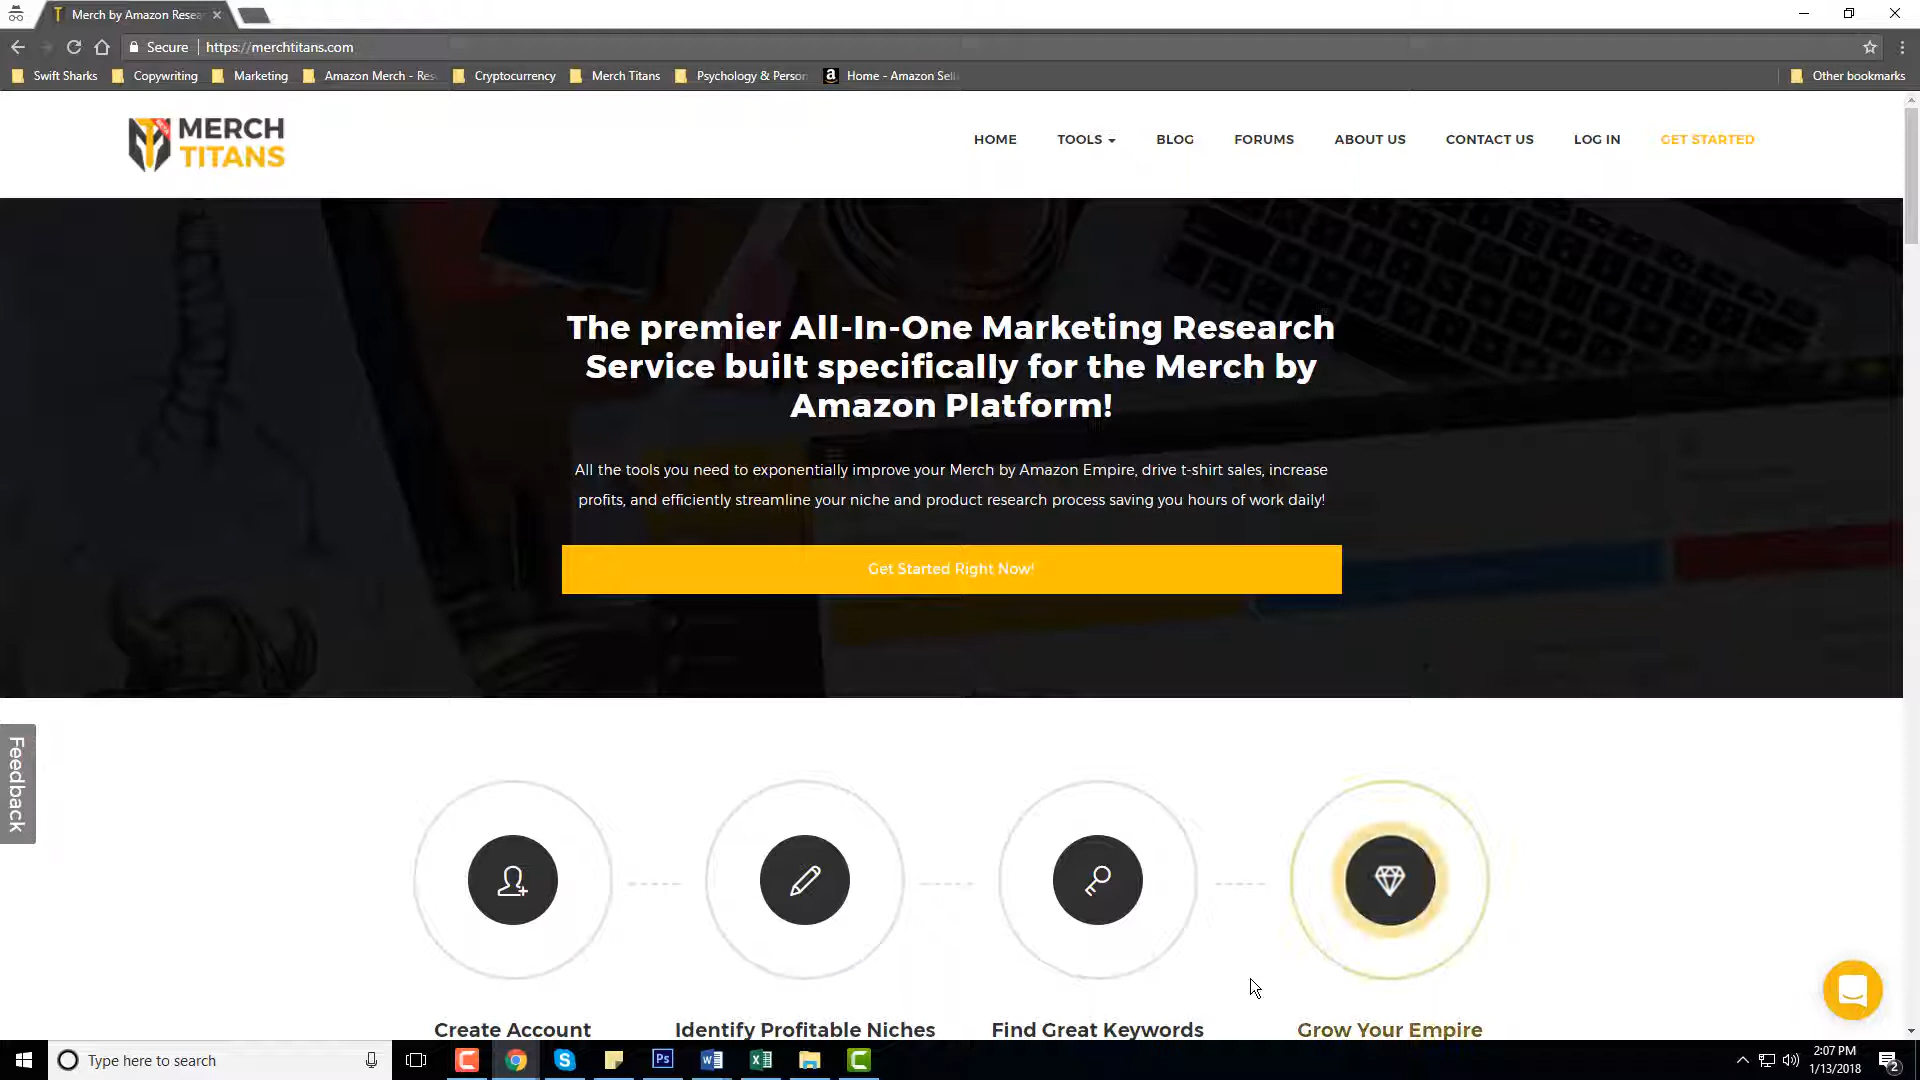 Merch by Amazon Resea
Secure
https://merchtitans.com
Swift Sharks
Copywriting
Marketing
Amazon Merch - Res
Cryptocurrency
Merch Titans
Psychology & Person
Home - Amazon Sell
Other bookmarks
MERCH
TITANS
HOME
TOOLS
BLOG
FORUMS
ABOUT US
CONTACT US
LOG IN
GET STARTED
The premier All-In-One Marketing Research
Service built specifically for the Merch by
Amazon Platform!
All the tools you need to exponentially improve your Merch by Amazon Empire, drive t-shirt sales, increase
profits, and efficiently streamline your niche and product research process saving you hours of work daily!
Get Started Right Now!
Feedback
Create Account
Identify Profitable Niches
Find Great Keywords
Grow Your Empire
Type here to search
Ps
2:07 PM
1/13/2018
2